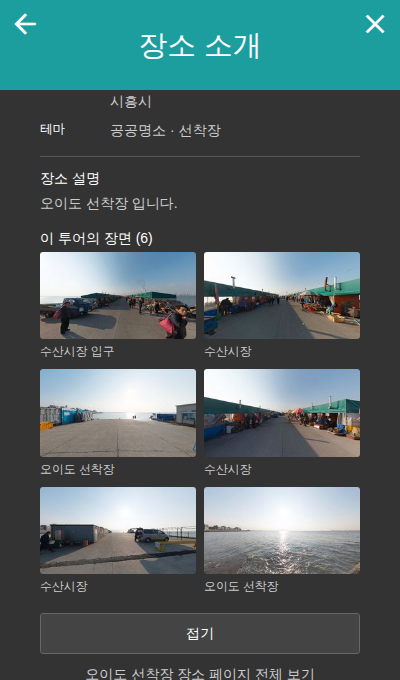 장소 소개
시흥시
테마 공공명소 · 선착장
장소 설명
오이도 선착장 입니다.
이 투어의 장면 (6)
수산시장 입구 수산시장
오이도 선착장 수산시장
수산시장 오이도 선착장
접기
오이도 선착장 장소 페이지 전체 보기